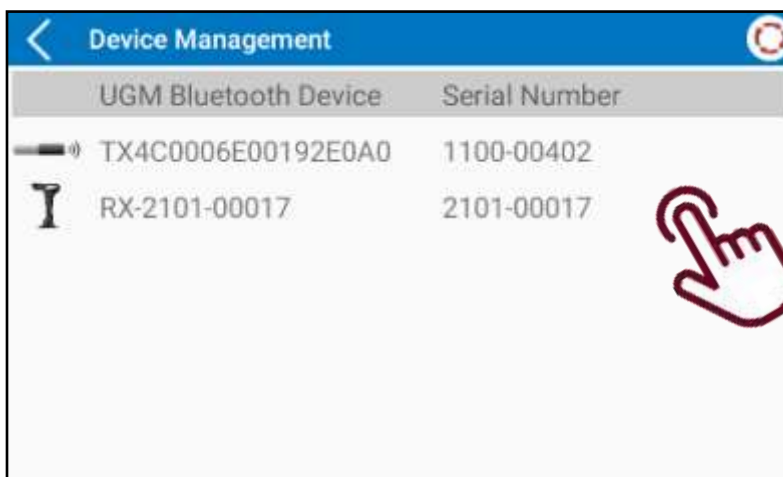 Device Management
UGM Bluetooth Device Serial Number
TX4C0006E00192E0A0 1100-00402
RX-2101-00017 2101-00017